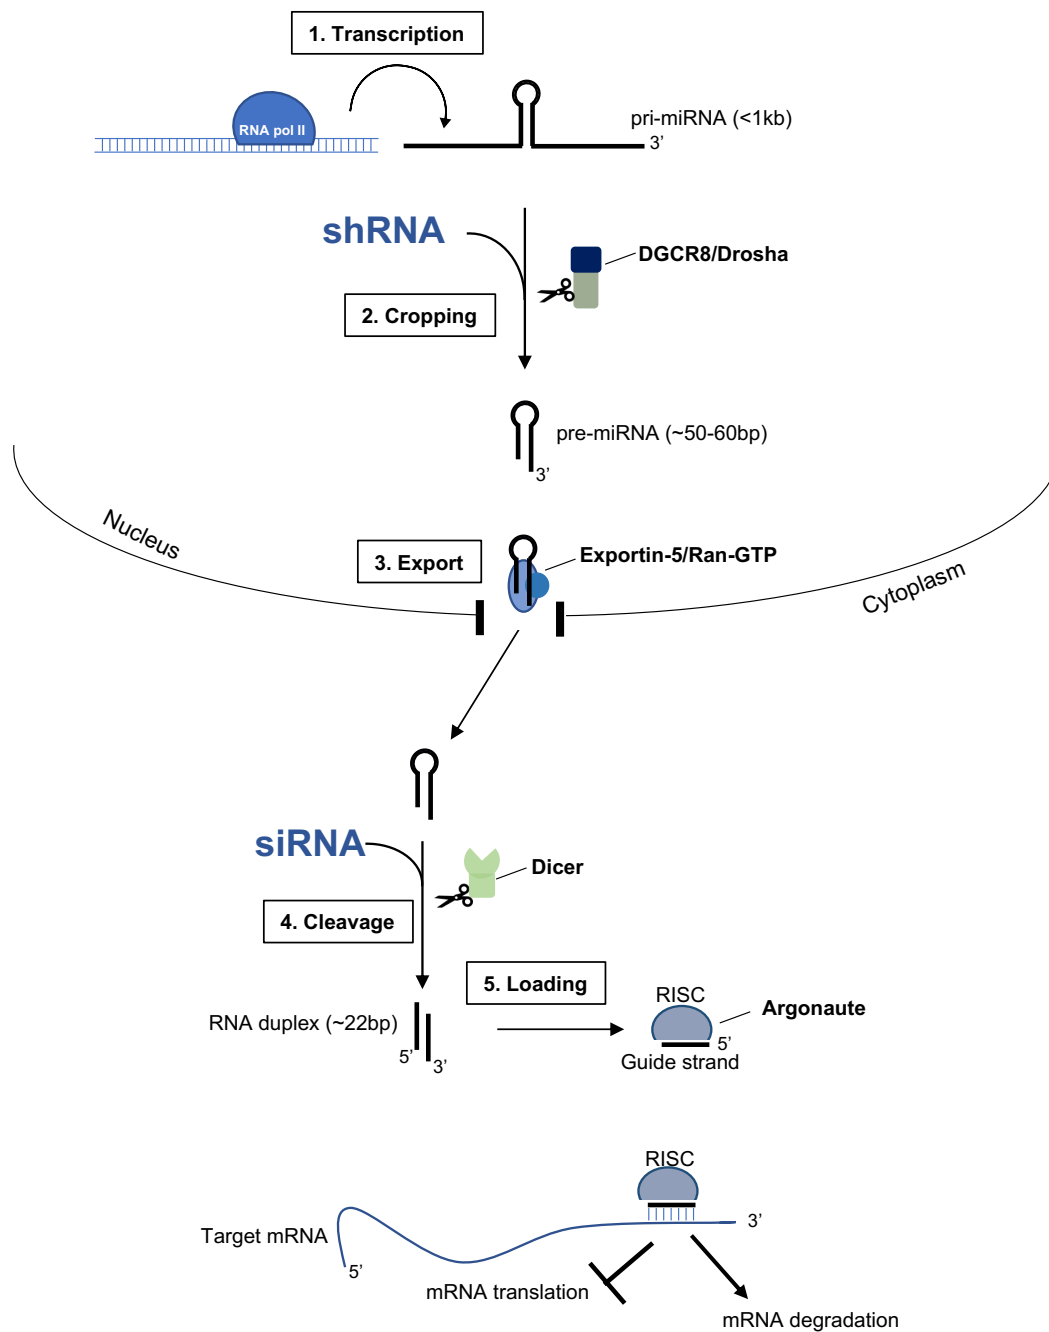 1. Transcription
RNA pol II
pri-miRNA (<1kb)
3’
shRNA
DGCR8/Drosha
2. Cropping
pre-miRNA (~50-60bp)
3’
Nucleus
3. Export
Exportin-5/Ran-GTP
Cytoplasm
siRNA
Dicer
4. Cleavage
5. Loading
RNA duplex (~22bp)
5’
3’
RISC
Argonaute
5’
Guide strand
RISC
Target mRNA
3’
5’
mRNA translation
mRNA degradation